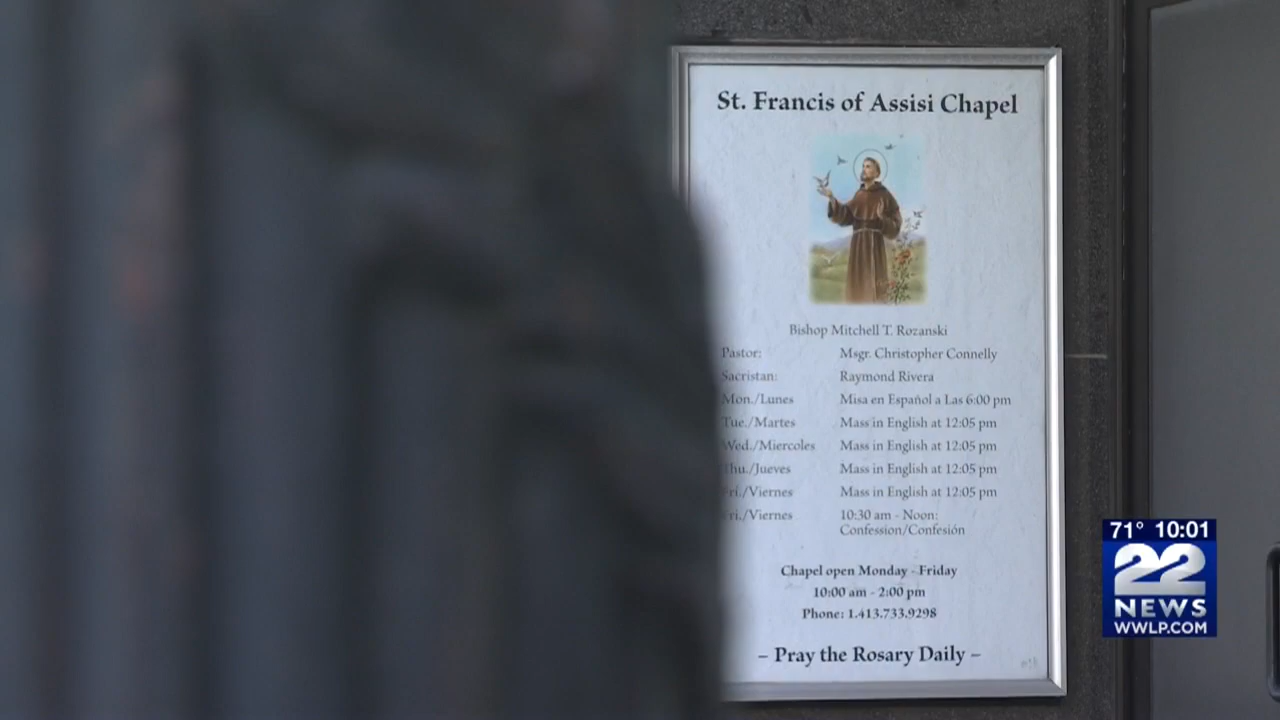 St. Francis of Assisi Chapel
Bishop Mitchell T. Rozanski
Pastor: Msgr. Christopher Connelly
Sacristan: Raymond Rivera
Mon./Lunes Misa en Español a Las 6:00 pm
Tue./Martes Mass in English at 12:05 pm
Wed./Miercoles Mass in English at 12:05 pm
Thu./Jueves Mass in English at 12:05 pm
Fri./Viernes Mass in English at 12:05 pm
Fri./Viernes 10:30 am - Noon:
Confession/Confesión
Chapel open Monday - Friday
10:00 am - 2:00 pm
Phone: 1.413.733.9298
– Pray the Rosary Daily –
71° 10:01
22
NEWS
WWLP.COM